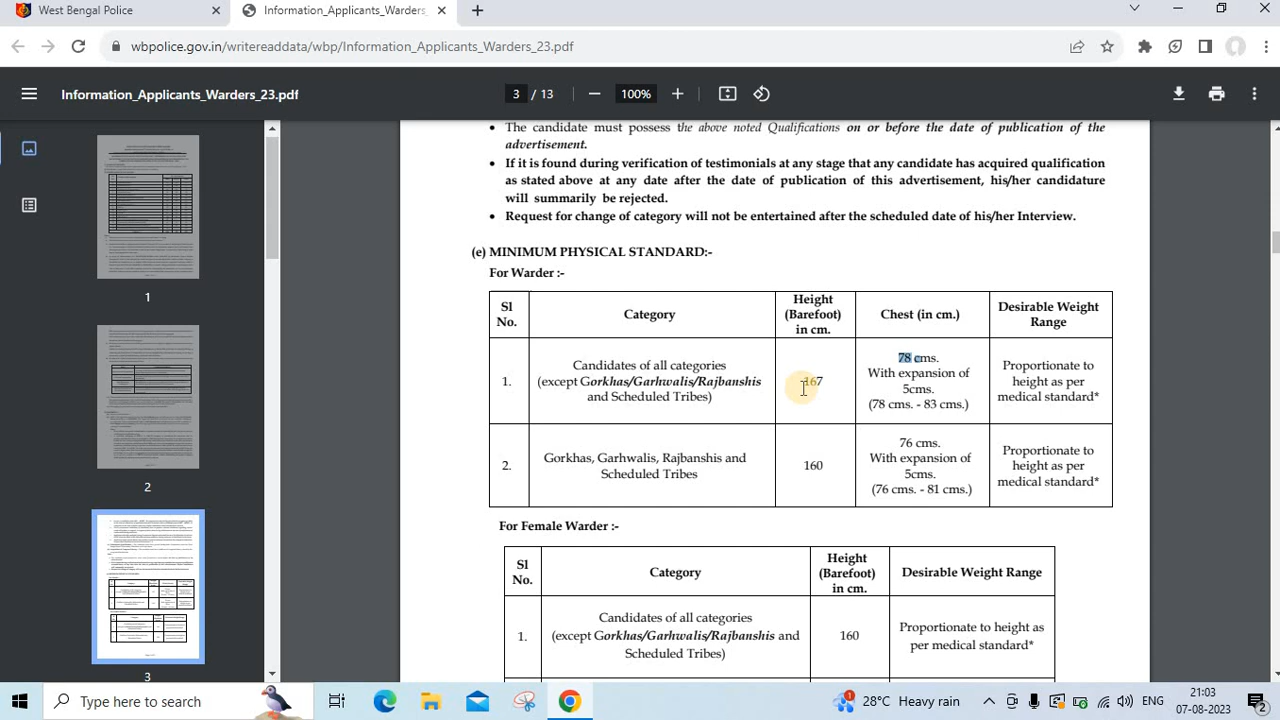 West Bengal Police
Information_Applicants_Warders_
wbpolice.gov.in/writereaddata/wbp/Information_Applicants_Warders_23.pdf
Information_Applicants_Warders_23.pdf
3 / 13
100%
• The candidate must possess the above noted Qualifications on or before the date of publication of the
advertisement.
• If it is found during verification of testimonials at any stage that any candidate has acquired qualification
as stated above at any date after the date of publication of this advertisement, his/her candidature
will summarily be rejected.
• Request for change of category will not be entertained after the scheduled date of his/her Interview.
(e) MINIMUM PHYSICAL STANDARD:-
For Warder :-
Sl
No.
Category
Height
(Barefoot)
in cm.
Chest (in cm.)
Desirable Weight
Range
1.
Candidates of all categories
(except Gorkhas/Garhwalis/Rajbanshis
and Scheduled Tribes)
167
78 cms.
With expansion of
5cms.
(78 cms. - 83 cms.)
Proportionate to
height as per
medical standard*
2.
Gorkhas, Garhwalis, Rajbanshis and
Scheduled Tribes
160
76 cms.
With expansion of
5cms.
(76 cms. - 81 cms.)
Proportionate to
height as per
medical standard*
For Female Warder :-
Sl
No.
Category
Height
(Barefoot)
in cm.
Desirable Weight Range
1.
Candidates of all categories
(except Gorkhas/Garhwalis/Rajbanshis and
Scheduled Tribes)
160
Proportionate to height as
per medical standard*
1
2
3
Type here to search
1
28°C Heavy rain
ENG
21:03
07-08-2023
2